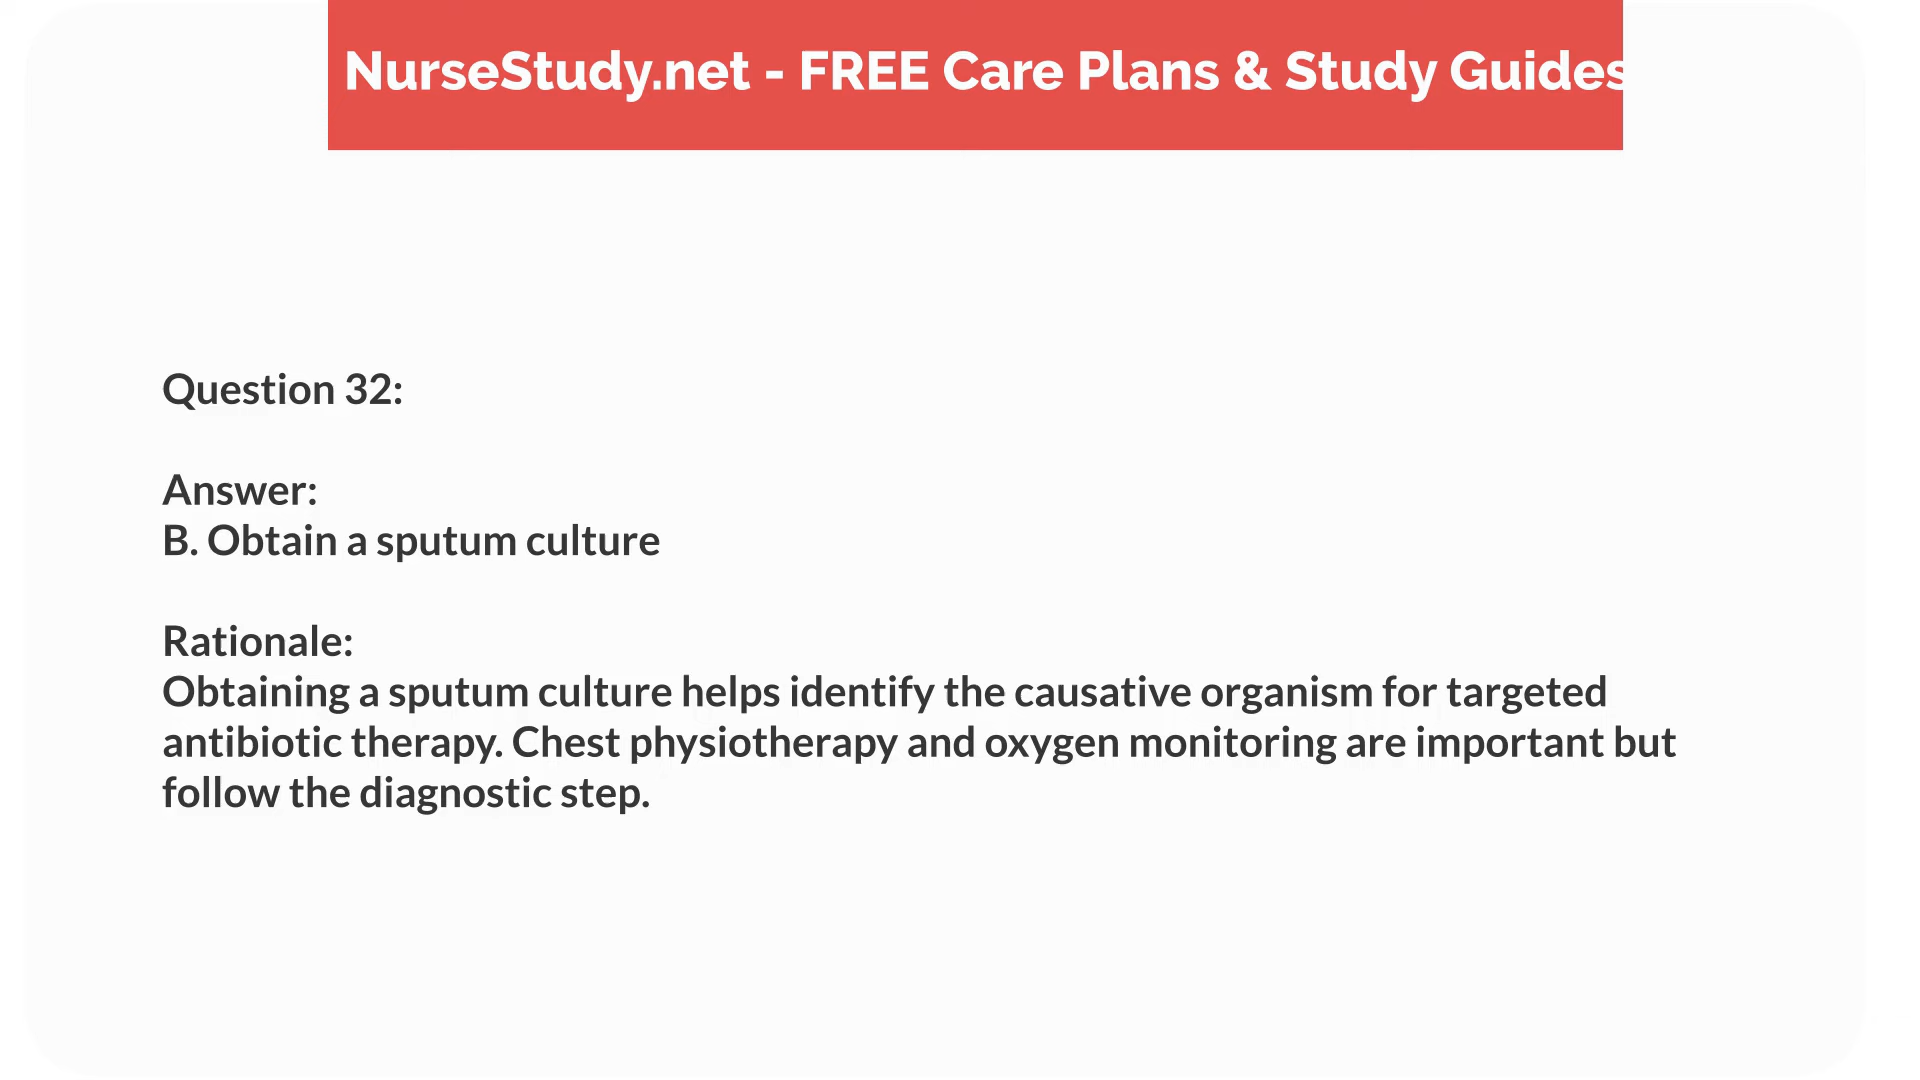 NurseStudy.net - FREE Care Plans & Study Guides
Question 32:
Answer:
B. Obtain a sputum culture
Rationale:
Obtaining a sputum culture helps identify the causative organism for targeted
antibiotic therapy. Chest physiotherapy and oxygen monitoring are important but
follow the diagnostic step.